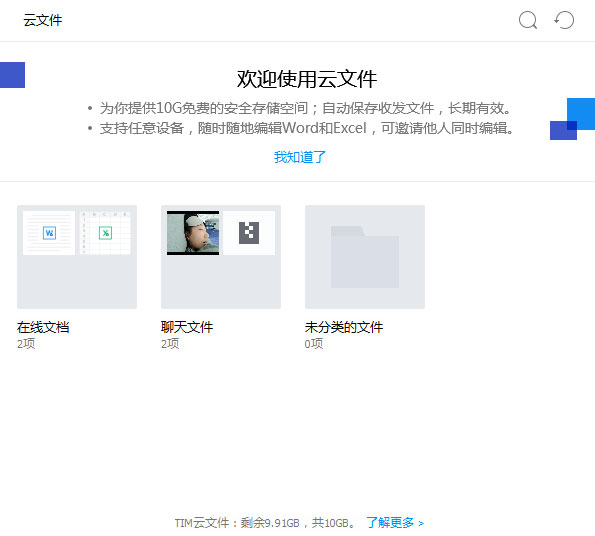 云文件
欢迎使用云文件
• 为你提供10G免费的安全存储空间；自动保存收发文件，长期有效。
• 支持任意设备，随时随地编辑Word和Excel，可邀请他人同时编辑。
我知道了
在线文档
2项
聊天文件
2项
未分类的文件
0项
TIM云文件：剩余9.91GB，共10GB。 了解更多 >